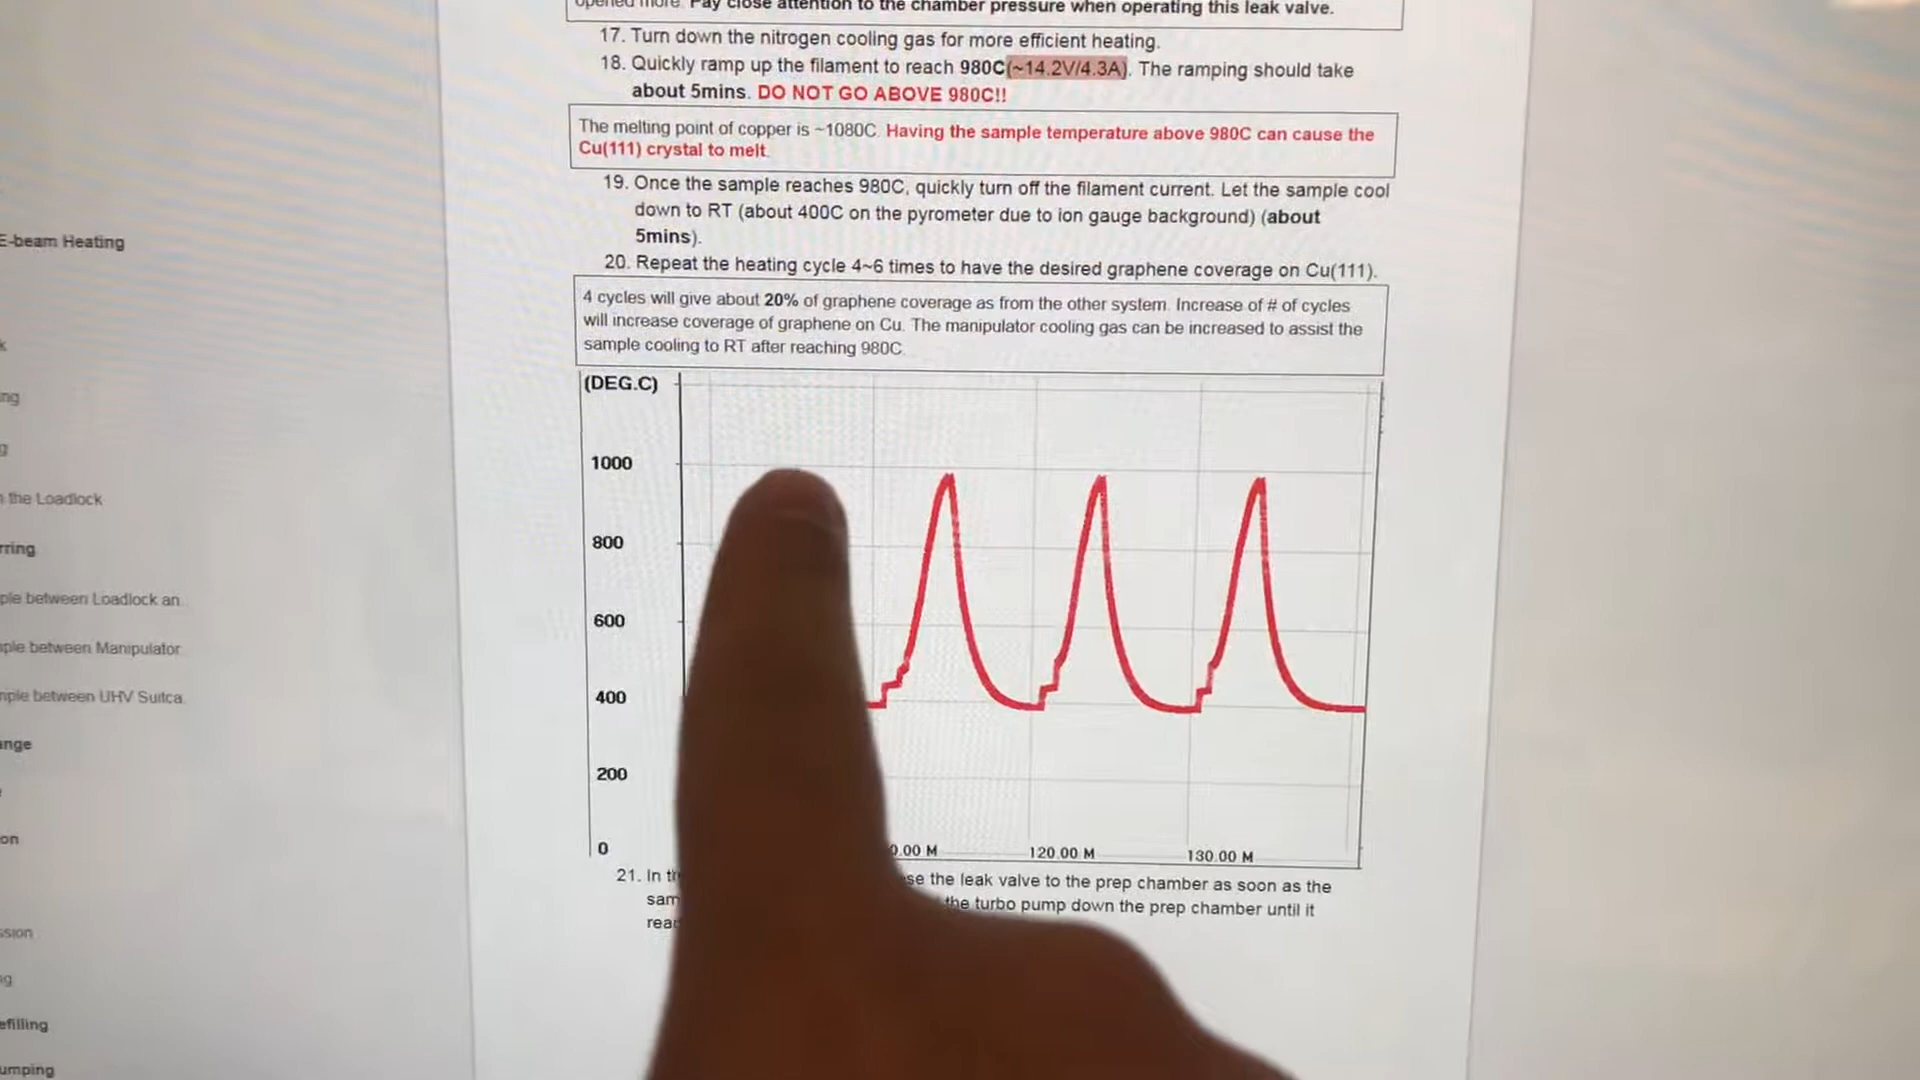 Pay close attention to the chamber pressure when operating this leak valve.
17. Turn down the nitrogen cooling gas for more efficient heating.
18. Quickly ramp up the filament to reach 980C(~14.2V/4.3A). The ramping should take
about 5mins. DO NOT GO ABOVE 980C!!
The melting point of copper is ~1080C. Having the sample temperature above 980C can cause the
Cu(111) crystal to melt.
19. Once the sample reaches 980C, quickly turn off the filament current. Let the sample cool
down to RT (about 400C on the pyrometer due to ion gauge background) (about
5mins).
20. Repeat the heating cycle 4~6 times to have the desired graphene coverage on Cu(111).
4 cycles will give about 20% of graphene coverage as from the other system. Increase of # of cycles
will increase coverage of graphene on Cu. The manipulator cooling gas can be increased to assist the
sample cooling to RT after reaching 980C.
(DEG.C)
1000
800
600
400
200
0
0.00 M
120.00 M
130.00 M
21. In
the leak valve to the prep chamber as soon as the
the turbo pump down the prep chamber until it
E-beam Heating
the Loadlock
between Loadlock an..
between Manipulator
between UHV Suitca..